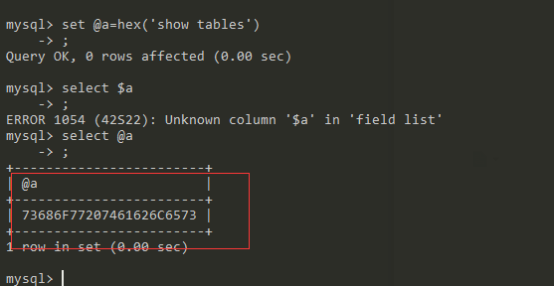 mysql> set @a=hex('show tables')
    -> ;
Query OK, 0 rows affected (0.00 sec)
mysql> select $a
    -> ;
ERROR 1054 (42S22): Unknown column '$a' in 'field list'
mysql> select @a
    -> ;
+------------------------+
| @a                     |
+------------------------+
| 73686F77207461626C6573 |
+------------------------+
1 row in set (0.00 sec)
mysql>